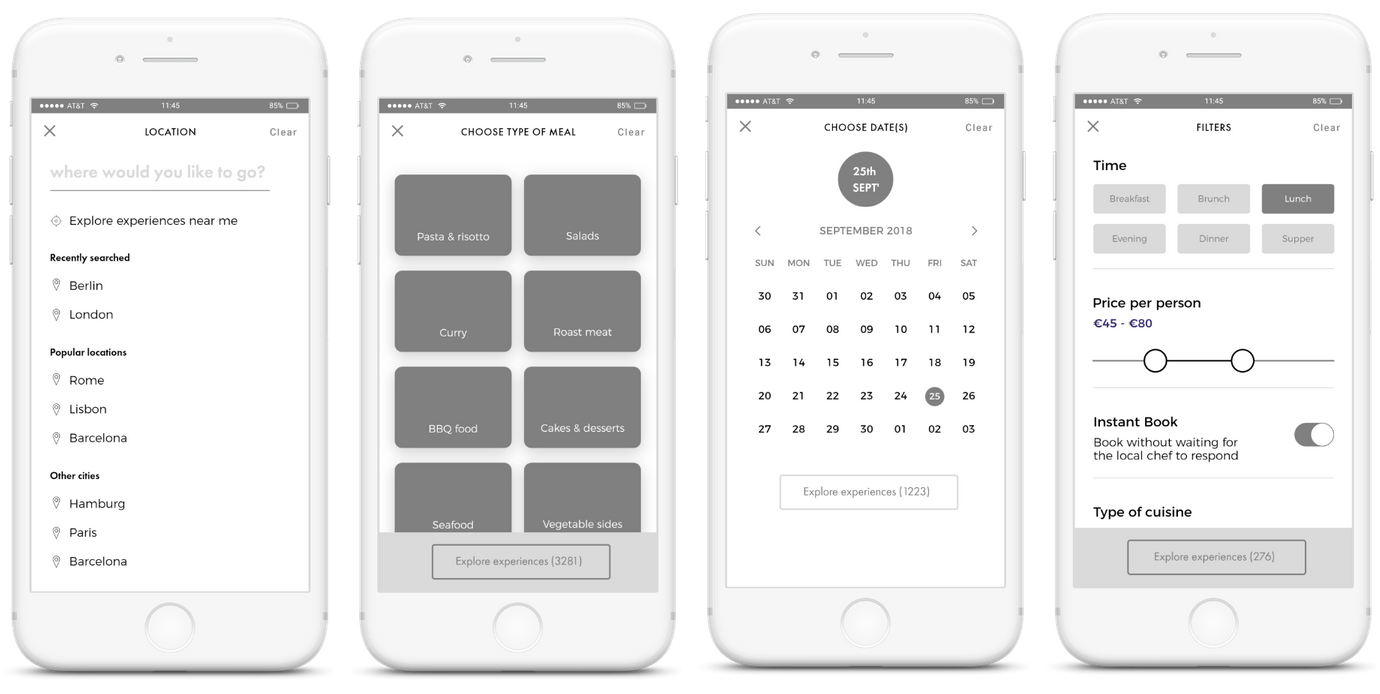 AT&T 11:45 85%
LOCATION Clear
where would you like to go?
Explore experiences near me
Recently searched
Berlin
London
Popular locations
Rome
Lisbon
Barcelona
Other cities
Hamburg
Paris
Barcelona
AT&T 11:45 85%
CHOOSE TYPE OF MEAL Clear
Pasta & risotto Salads
Curry Roast meat
BBQ food Cakes & desserts
Seafood Vegetable sides
Explore experiences (3281)
AT&T 11:45 85%
CHOOSE DATE(S) Clear
25th
SEPT'
SEPTEMBER 2018
SUN MON TUE WED THU FRI SAT
30 31 01 02 03 04 05
06 07 08 09 10 11 12
13 14 15 16 17 18 19
20 21 22 23 24 25 26
27 28 29 30 01 02 03
Explore experiences (1223)
AT&T 11:45 85%
FILTERS Clear
Time
Breakfast Brunch Lunch
Evening Dinner Supper
Price per person
€45 - €80
Instant Book
Book without waiting for
the local chef to respond
Type of cuisine
Explore experiences (276)